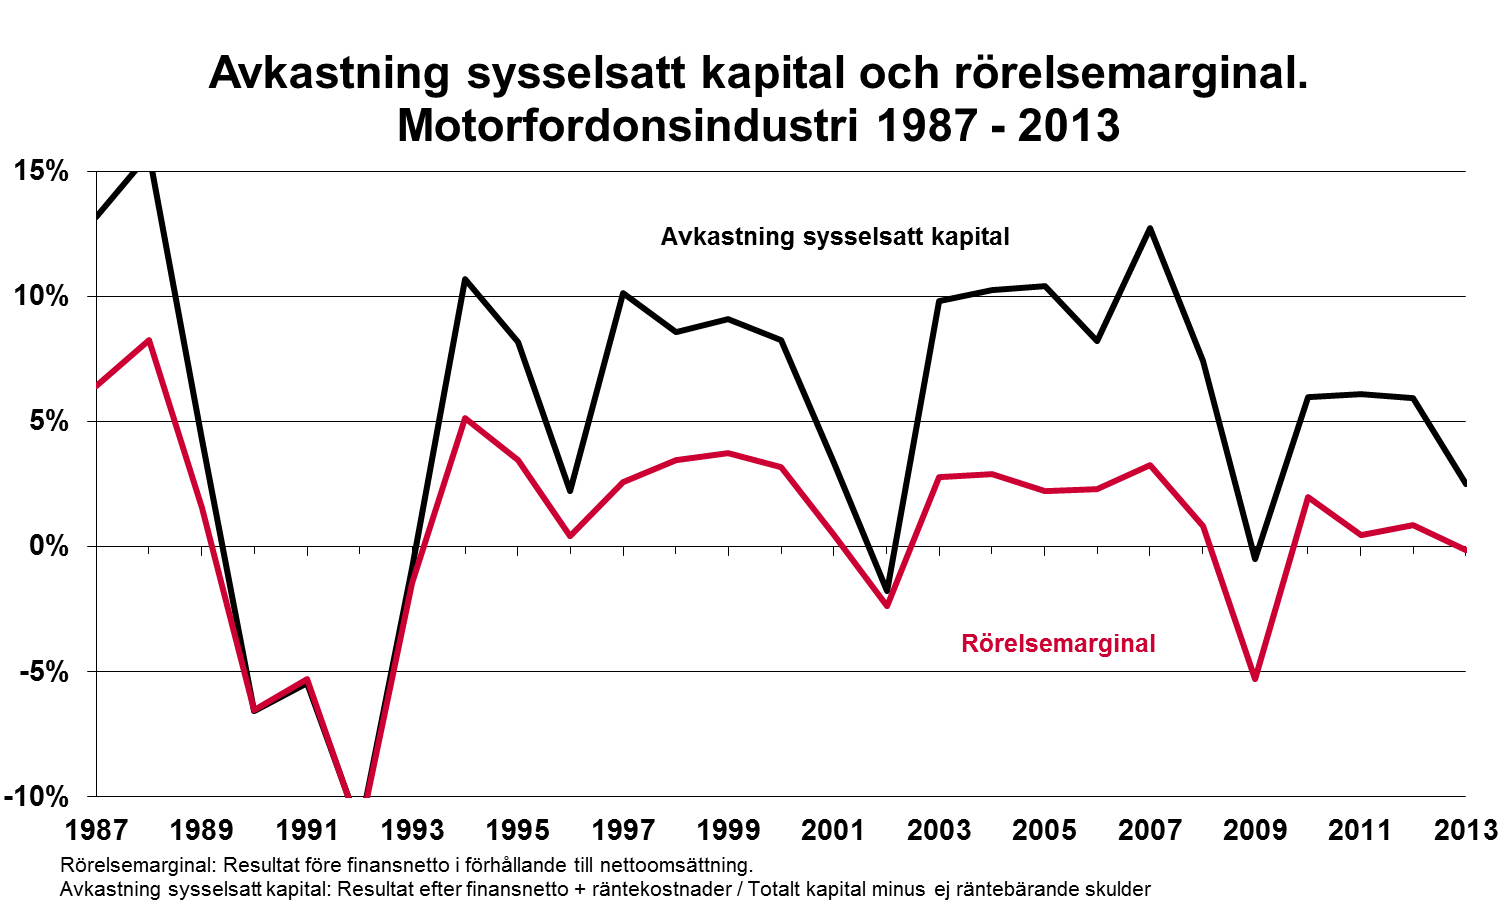 Avkastning sysselsatt kapital och rörelsemarginal.
Motorfordonsindustri 1987 - 2013
15%
Avkastning sysselsatt kapital
10%
5%
0%
Rörelsemarginal
-5%
-10%
1987 1989 1991 1993 1995 1997 1999 2001 2003 2005 2007 2009 2011 2013
Rörelsemarginal: Resultat före finansnetto i förhållande till nettoomsättning.
Avkastning sysselsatt kapital: Resultat efter finansnetto + räntekostnader / Totalt kapital minus ej räntebärande skulder